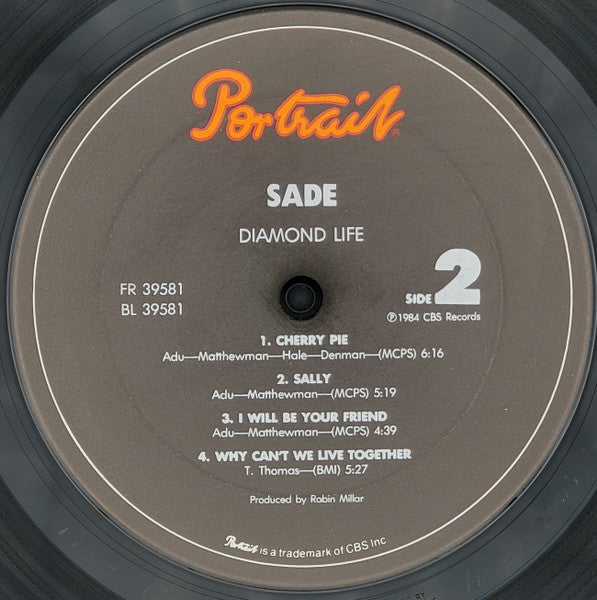 Portrait®
SADE
DIAMOND LIFE
FR 39581
BL 39581
SIDE 2
℗1984 CBS Records
1. CHERRY PIE
Adu—Matthewman—Hale—Denman—(MCPS) 6:16
2. SALLY
Adu—Matthewman—(MCPS) 5:19
3. I WILL BE YOUR FRIEND
Adu—Matthewman—(MCPS) 4:39
4. WHY CAN'T WE LIVE TOGETHER
T. Thomas—(BMI) 5:27
Produced by Robin Millar
Portrait is a trademark of CBS Inc